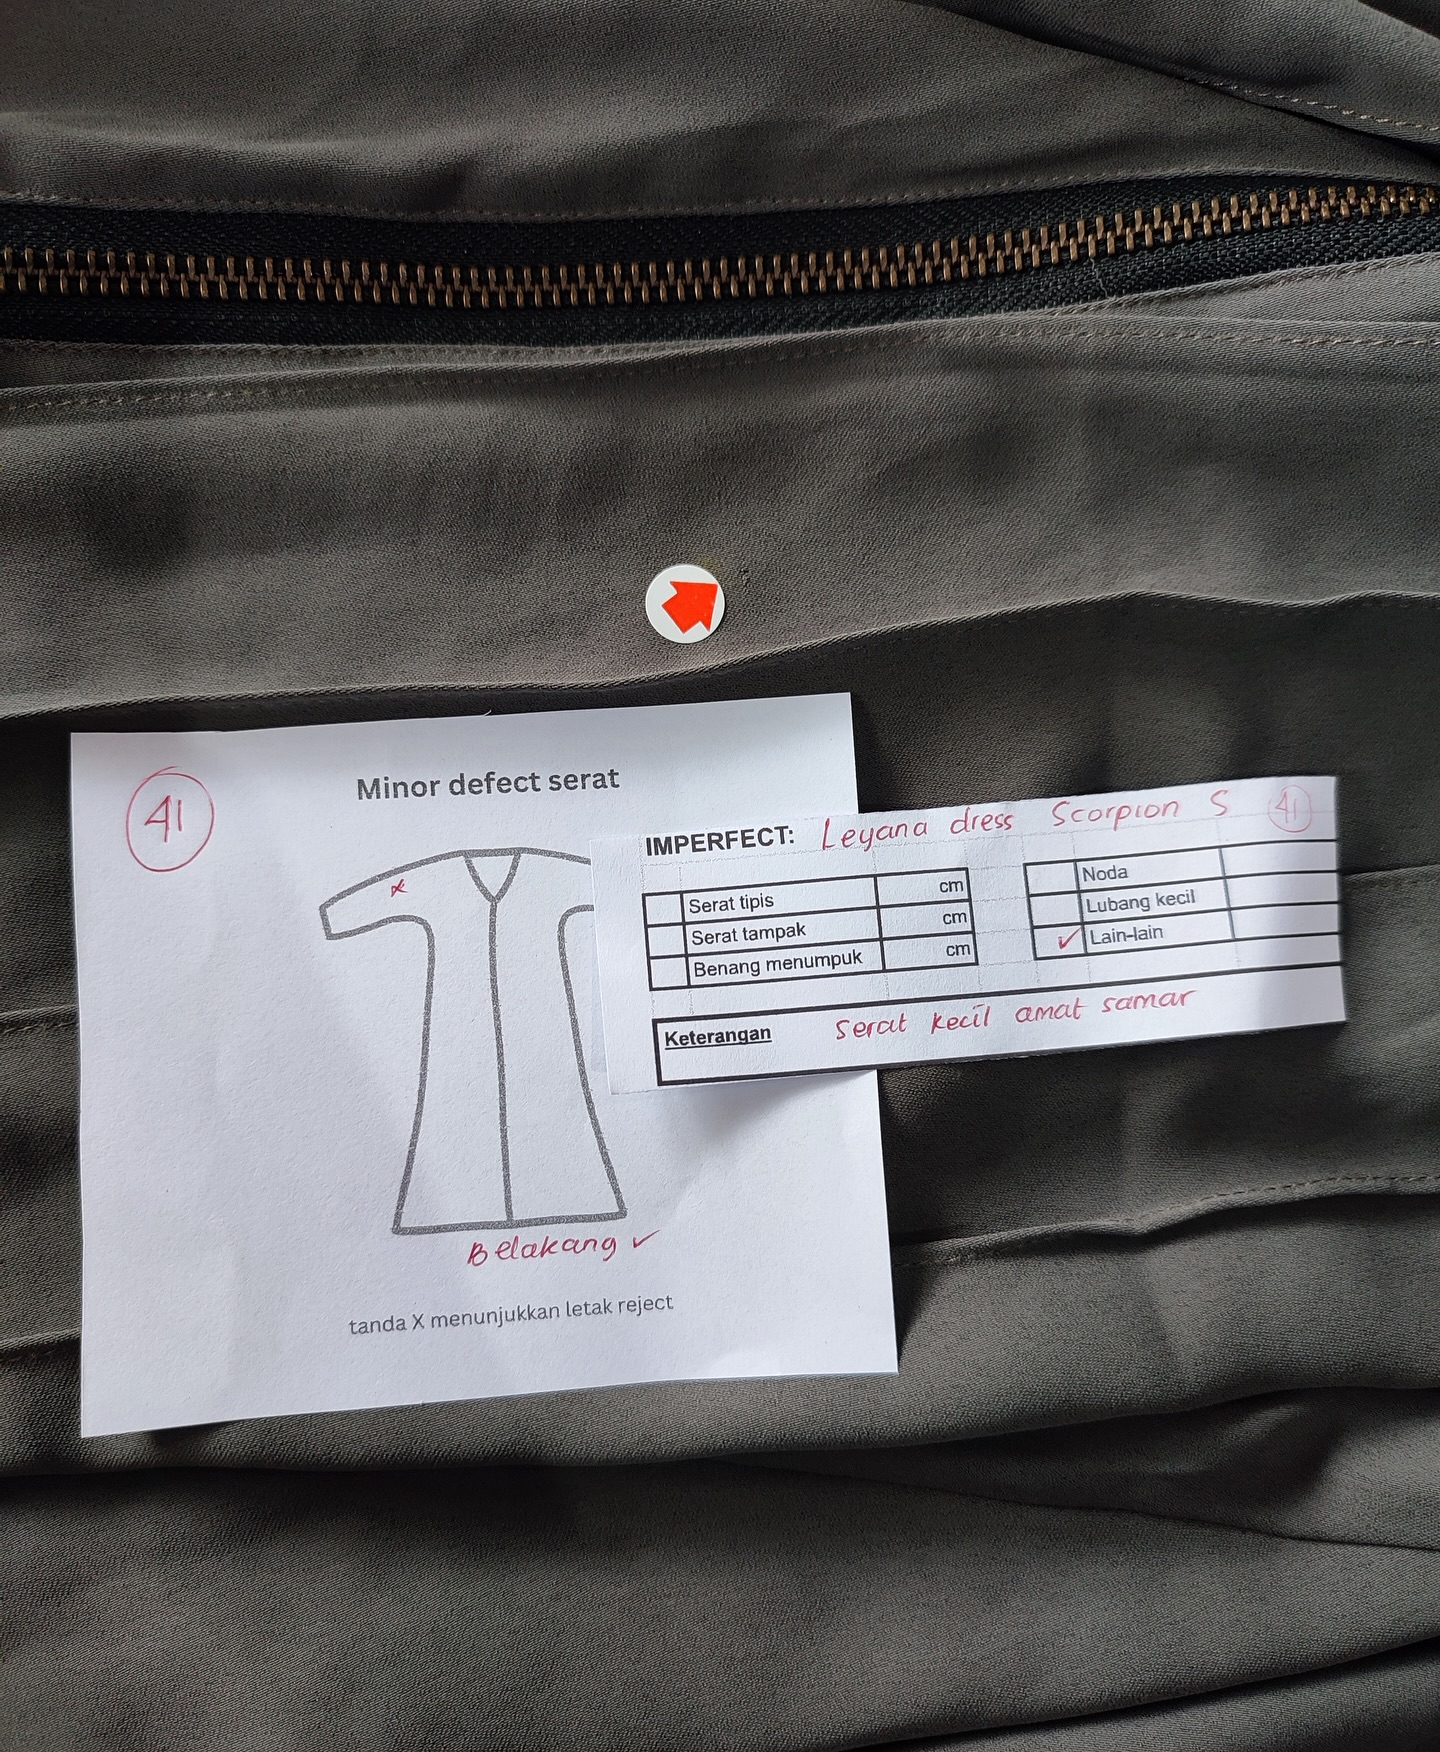 41
Minor defect serat
Belakang ✓
tanda X menunjukkan letak reject
IMPERFECT: Leyana dress Scorpion S 41
Serat tipis cm
Serat tampak cm
Benang menumpuk cm
Noda
Lubang kecil
✓ Lain-lain
Keterangan Serat kecil amat samar